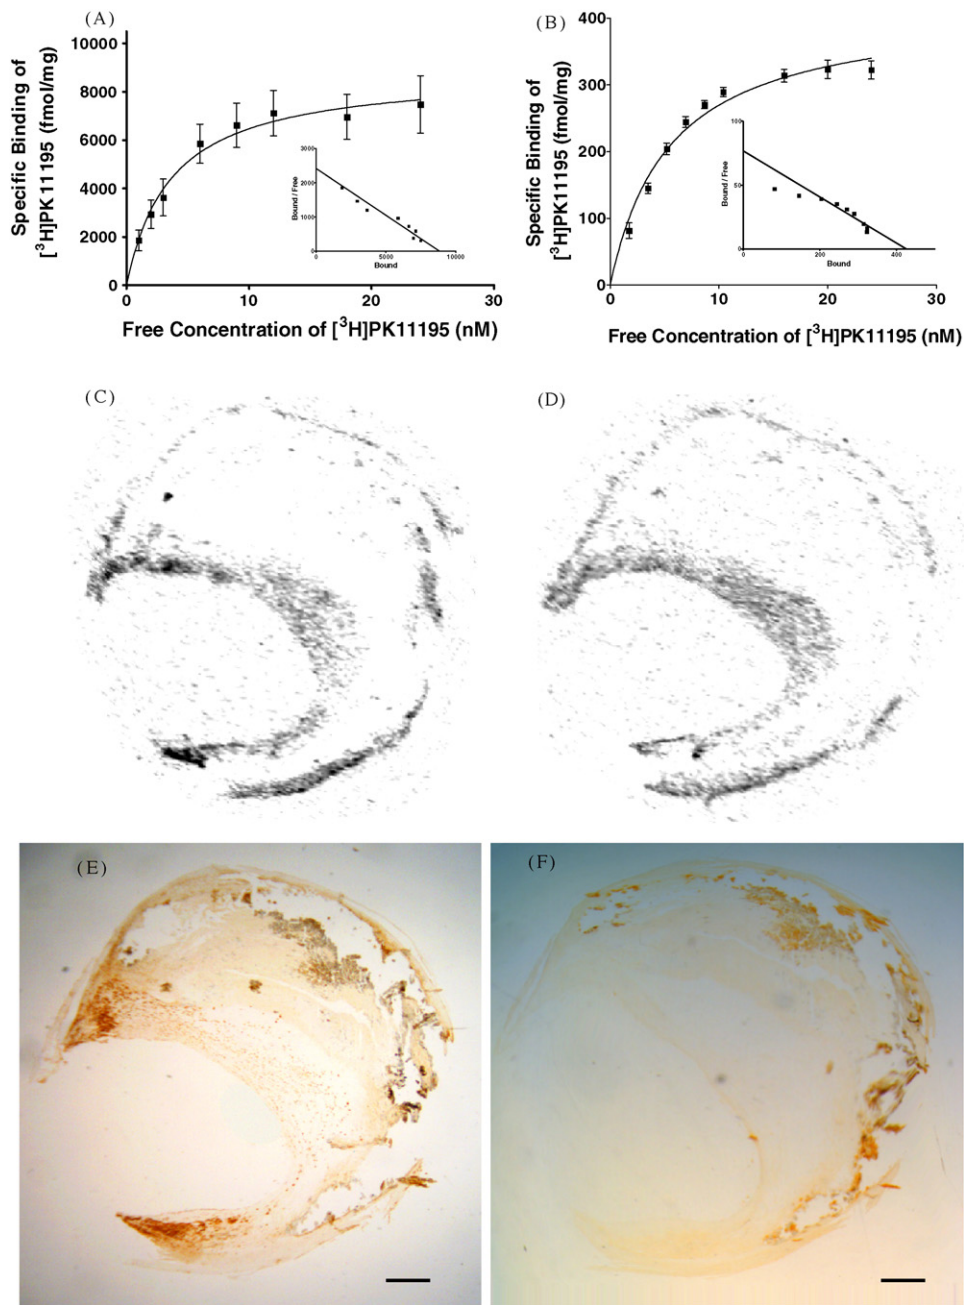 (A)
10000
8000
6000
4000
2000
0
0
10
20
30
Specific Binding of
[³H]PK11195 (fmol/mg)
Free Concentration of [³H]PK11195 (nM)
3000
2000
1000
0
0
5000
10000
Bound / Free
Bound
(B)
400
300
200
100
0
0
10
20
30
Specific Binding of
[³H]PK11195 (fmol/mg)
Free Concentration of [³H]PK11195 (nM)
100
50
0
0
200
400
Bound / Free
Bound
(C)
(D)
(E)
(F)